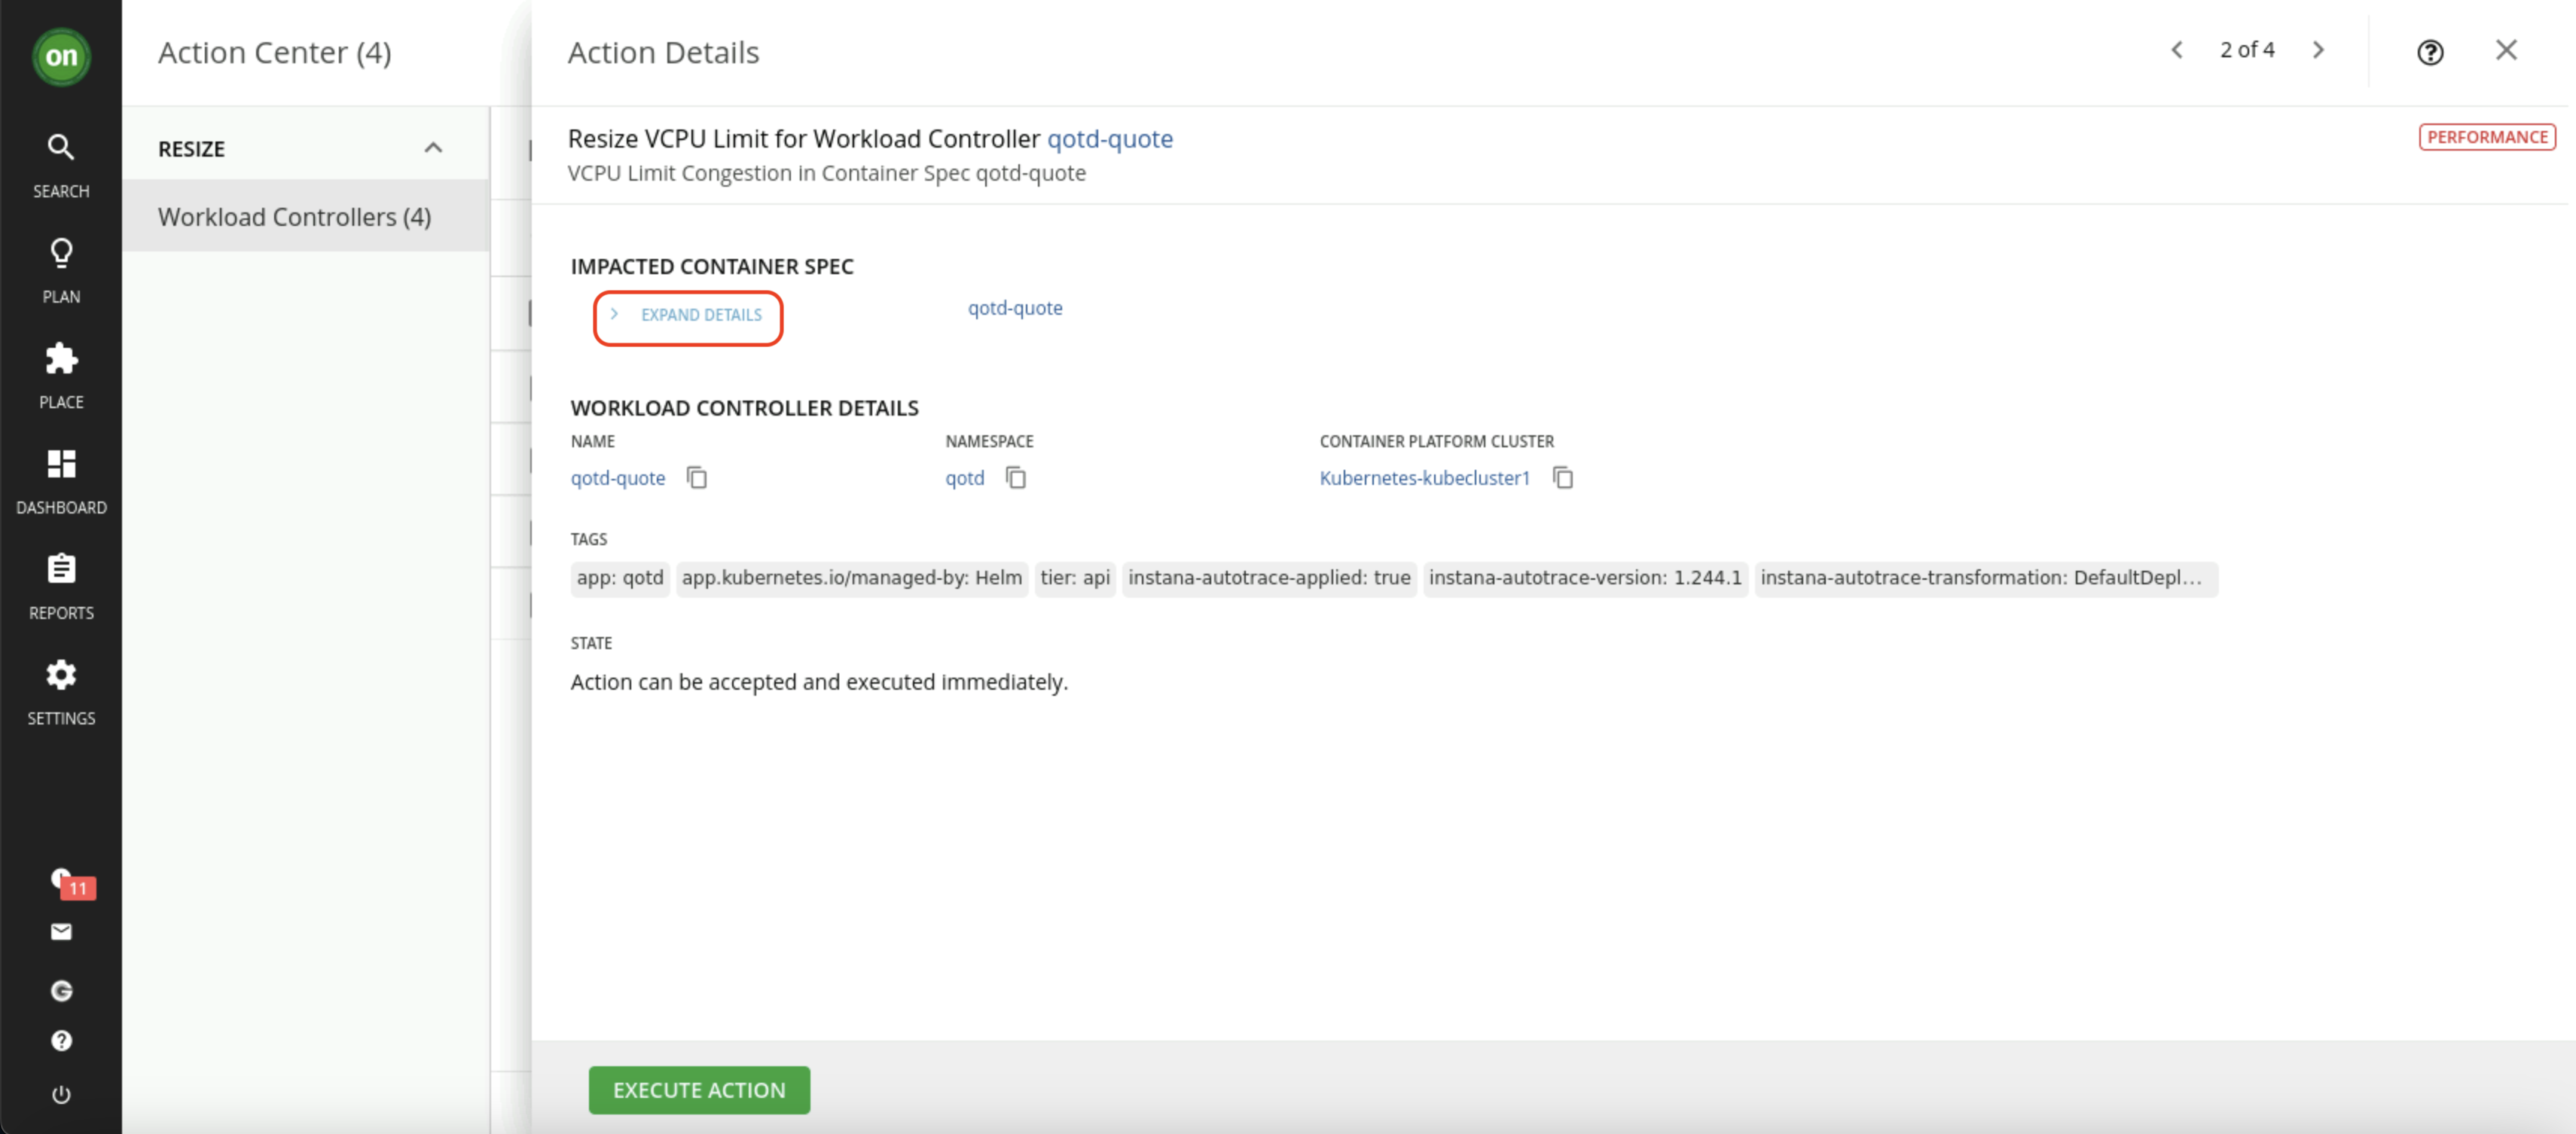 on
SEARCH
PLAN
PLACE
DASHBOARD
REPORTS
SETTINGS
11
Action Center (4)
RESIZE
Workload Controllers (4)
Action Details
2 of 4
Resize VCPU Limit for Workload Controller qotd-quote
PERFORMANCE
VCPU Limit Congestion in Container Spec qotd-quote
IMPACTED CONTAINER SPEC
EXPAND DETAILS qotd-quote
WORKLOAD CONTROLLER DETAILS
NAME NAMESPACE CONTAINER PLATFORM CLUSTER
qotd-quote qotd Kubernetes-kubecluster1
TAGS
app: qotd app.kubernetes.io/managed-by: Helm tier: api instana-autotrace-applied: true instana-autotrace-version: 1.244.1 instana-autotrace-transformation: DefaultDepl...
STATE
Action can be accepted and executed immediately.
EXECUTE ACTION